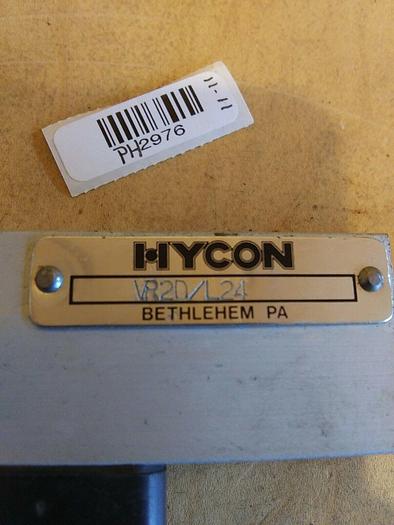 11-11
PH2976
HYCON
VR2D/L24
BETHLEHEM PA